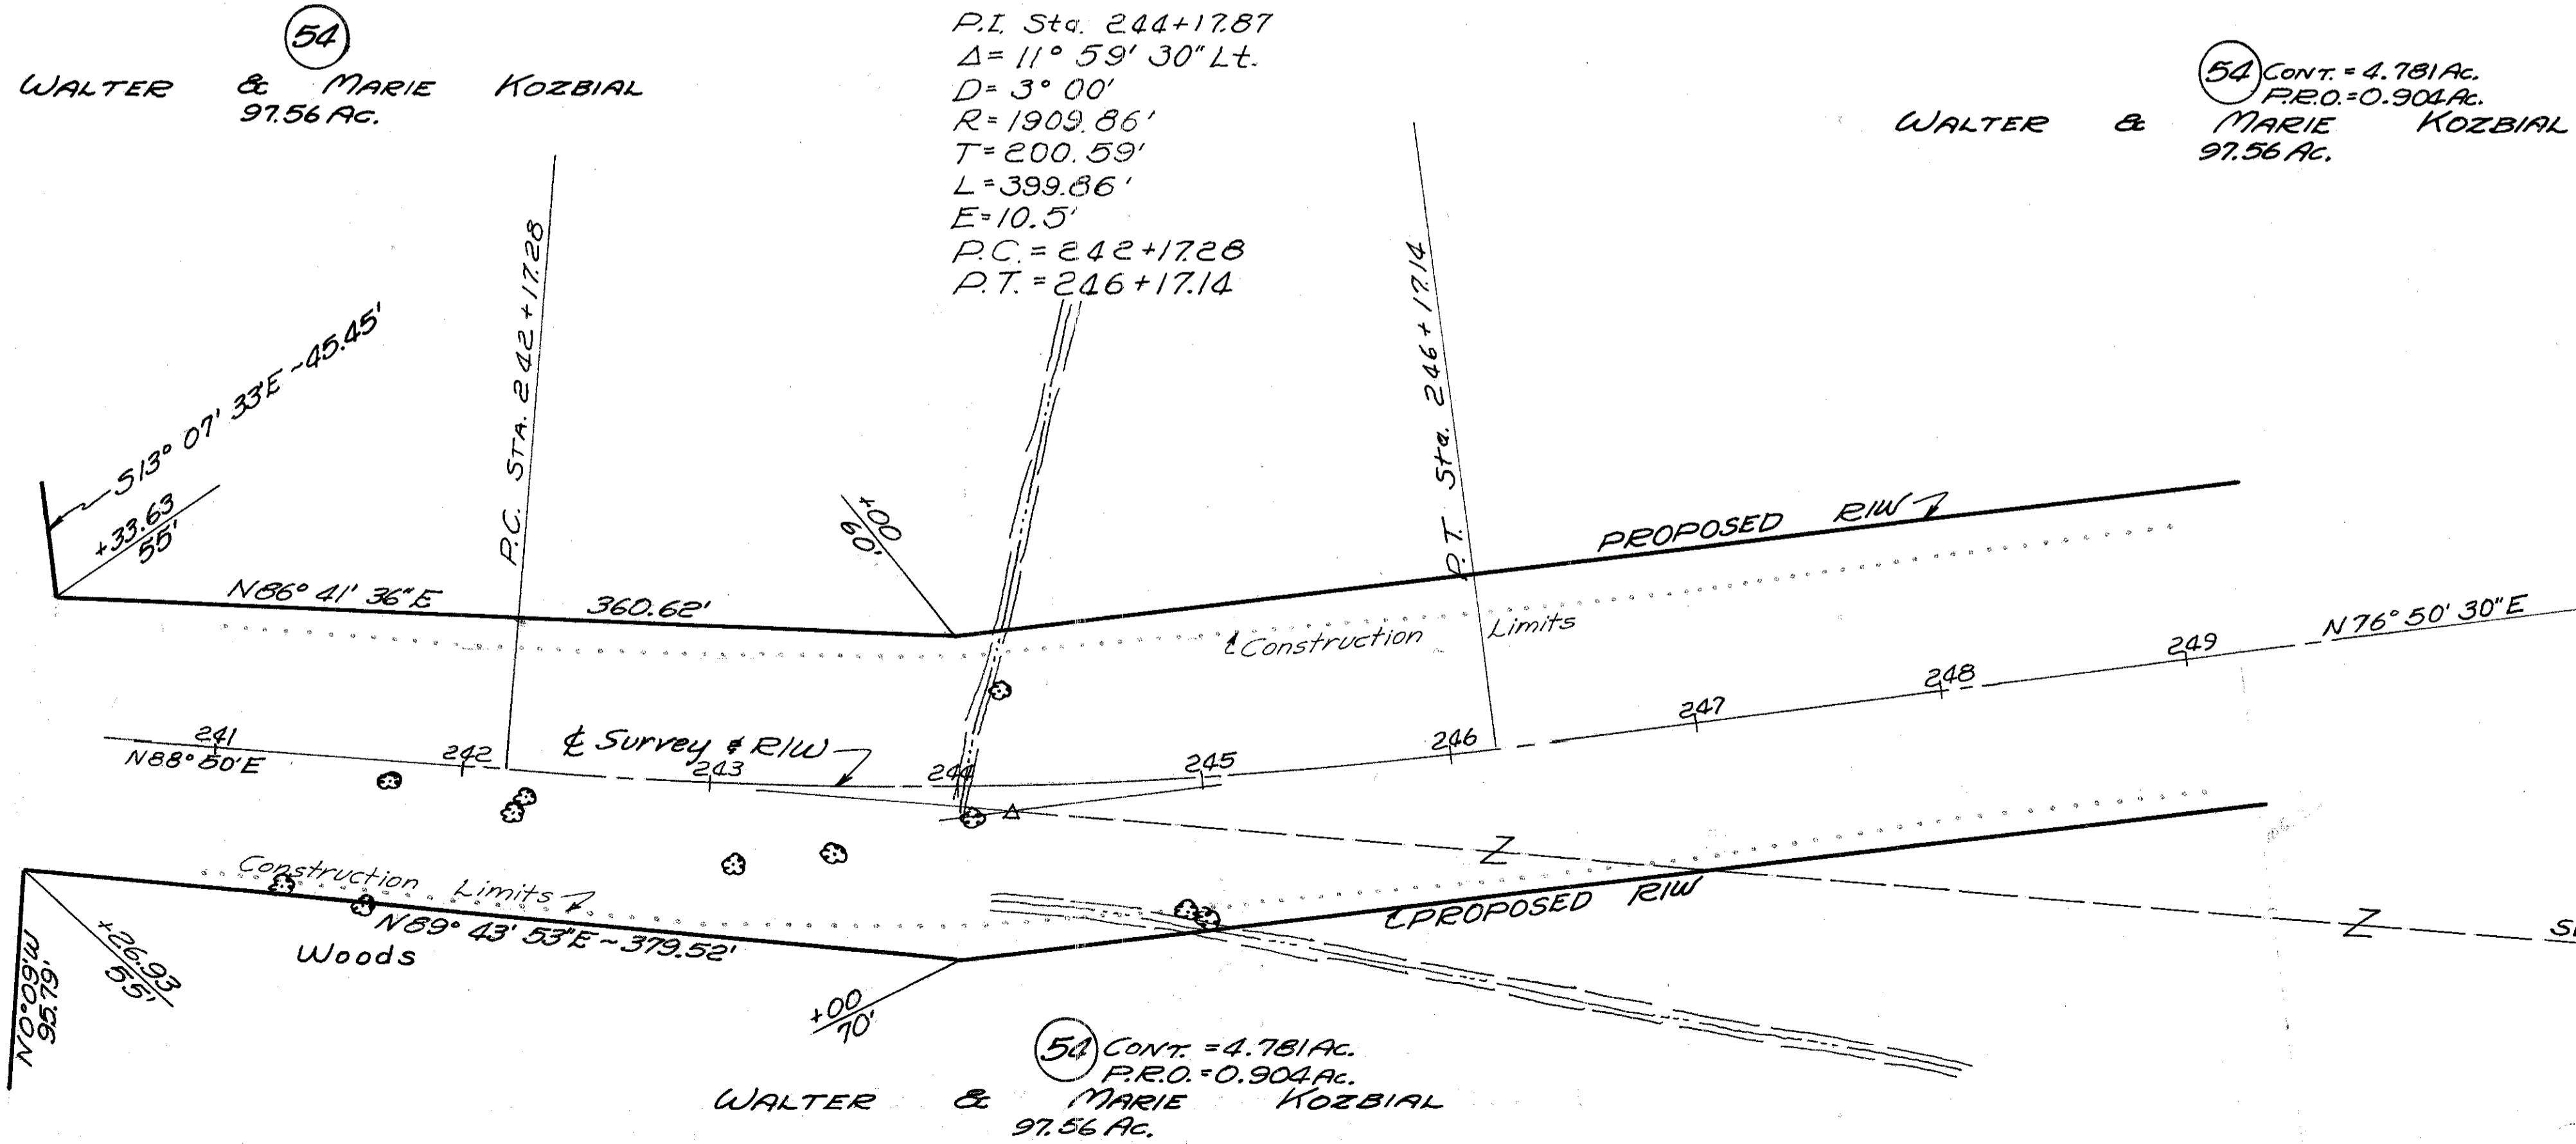 54
WALTER & MARIE KOZBIAL
97.56 Ac.
P.I. Sta. 244+17.87
Δ= 11° 59' 30" Lt.
D= 3° 00'
R= 1909.86'
T= 200.59'
L=399.86'
E=10.5'
P.C. = 242+17.28
P.T. = 246+17.14
54 CONT. = 4.781 Ac.
P.R.O. = 0.904 Ac.
WALTER & MARIE KOZBIAL
97.56 Ac.
S13° 07' 33"E ~45.45'
+33.63
55'
P.C. STA. 242+17.28
+00
60'
P.T. Sta. 246+17.14
PROPOSED R/W
N86° 41' 36"E 360.62'
Construction Limits
N76° 50' 30"E
241 242 243 244 245 246 247 248 249
N88° 50'E
℄ Survey & R/W
Z
Z
Construction Limits
N89° 43' 53"E ~ 379.52'
Woods
PROPOSED R/W
+26.93
55'
N0°09'W
95.79'
+00
70'
54 CONT. = 4.781 Ac.
P.R.O. = 0.904 Ac.
WALTER & MARIE KOZBIAL
97.56 Ac.